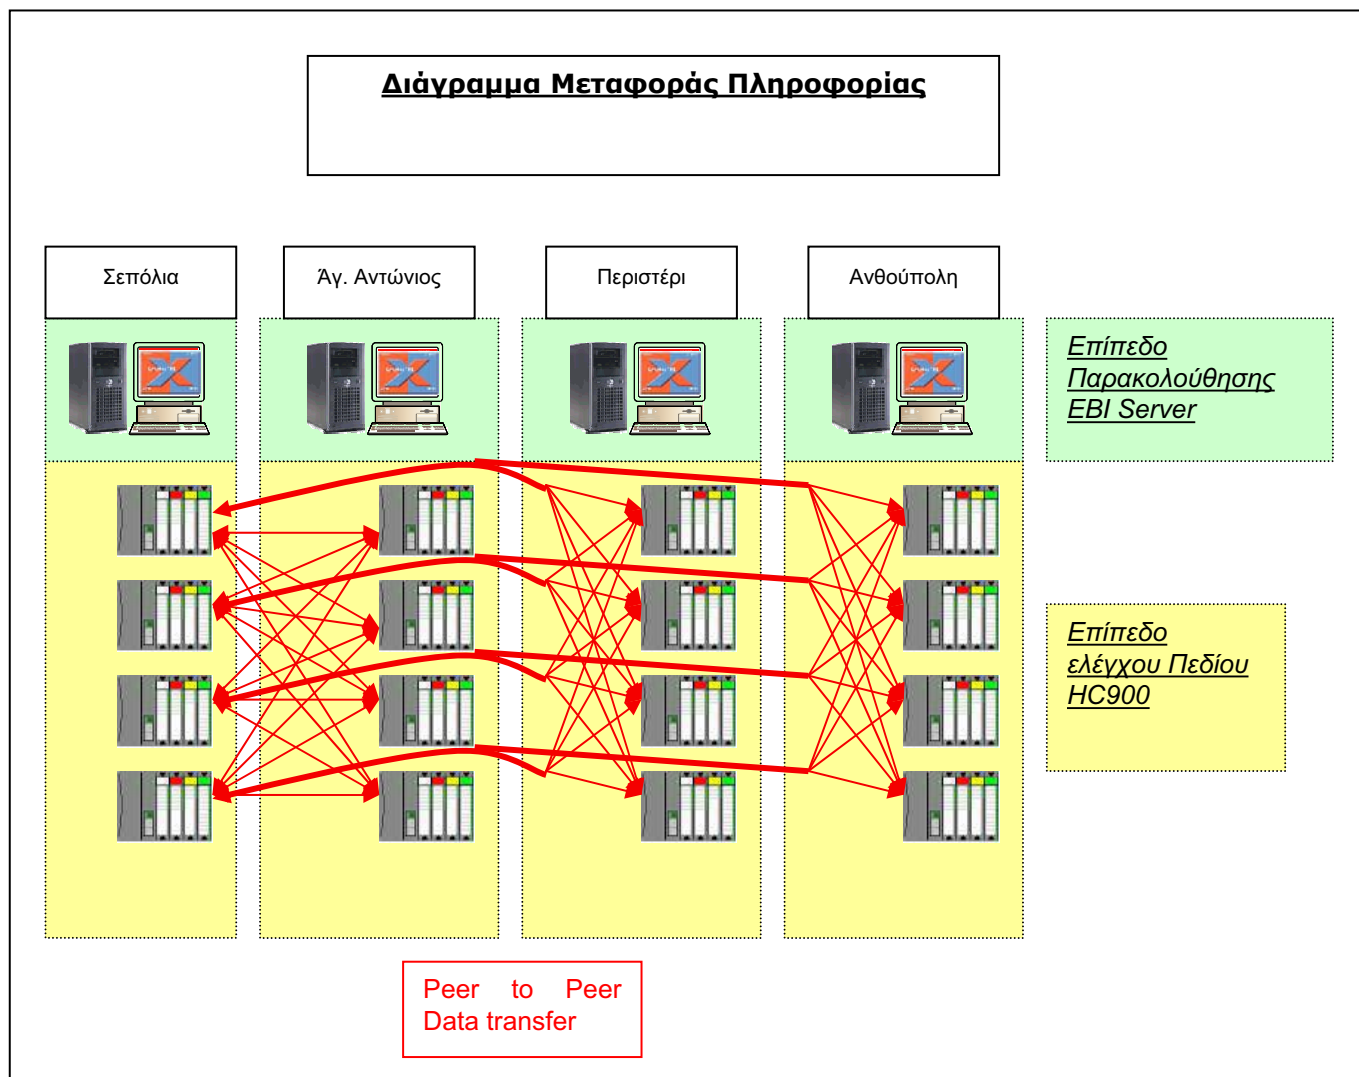 Διάγραμμα Μεταφοράς Πληροφορίας
Σεπόλια
Άγ. Αντώνιος
Περιστέρι
Ανθούπολη
Επίπεδο
Παρακολούθησης
EBI Server
Επίπεδο
ελέγχου Πεδίου
HC900
Peer to Peer
Data transfer